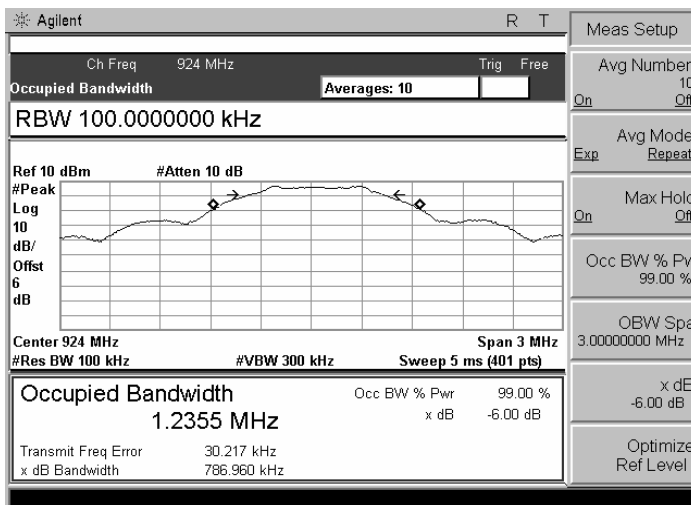 Agilent R T
Ch Freq 924 MHz Trig Free
Occupied Bandwidth Averages: 10
RBW 100.0000000 kHz
Ref 10 dBm #Atten 10 dB
#Peak
Log
10
dB/
Offst
6
dB
Center 924 MHz Span 3 MHz
#Res BW 100 kHz #VBW 300 kHz Sweep 5 ms (401 pts)
Occupied Bandwidth Occ BW % Pwr 99.00 %
1.2355 MHz x dB -6.00 dB
Transmit Freq Error 30.217 kHz
x dB Bandwidth 786.960 kHz
Meas Setup
Avg Number
10
On Off
Avg Mode
Exp Repeat
Max Hold
On Off
Occ BW % Pw
99.00 %
OBW Spa
3.00000000 MHz
x dB
-6.00 dB
Optimize
Ref Level